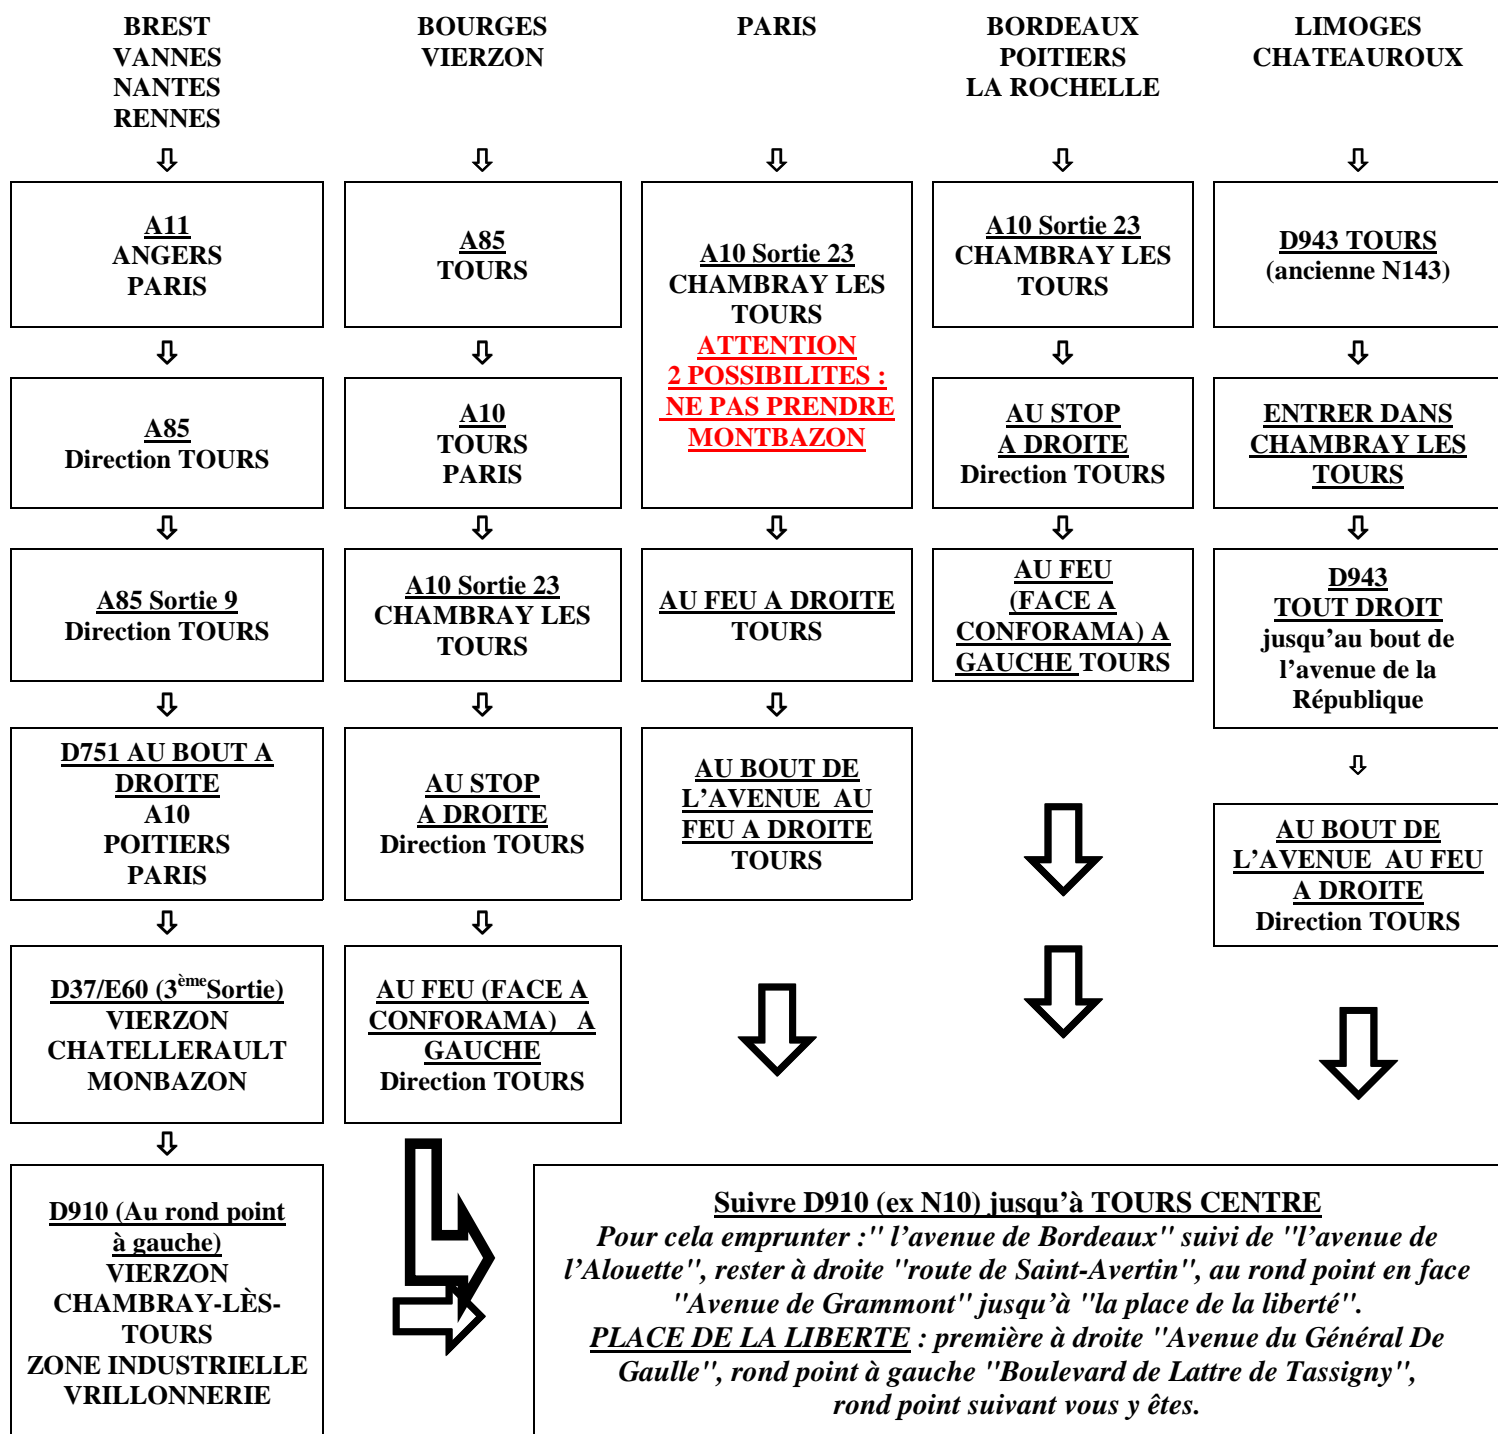 BREST
VANNES
NANTES
RENNES
A11
ANGERS
PARIS
A85
Direction TOURS
A85 Sortie 9
Direction TOURS
D751 AU BOUT A
DROITE
A10
POITIERS
PARIS
D37/E60 (3èmeSortie)
VIERZON
CHATELLERAULT
MONBAZON
D910 (Au rond point
à gauche)
VIERZON
CHAMBRAY-LÈS-
TOURS
ZONE INDUSTRIELLE
VRILLONNERIE
BOURGES
VIERZON
A85
TOURS
A10
TOURS
PARIS
A10 Sortie 23
CHAMBRAY LES
TOURS
AU STOP
A DROITE
Direction TOURS
AU FEU (FACE A
CONFORAMA) A
GAUCHE
Direction TOURS
PARIS
A10 Sortie 23
CHAMBRAY LES
TOURS
ATTENTION
2 POSSIBILITES :
NE PAS PRENDRE
MONTBAZON
AU FEU A DROITE
TOURS
AU BOUT DE
L’AVENUE AU
FEU A DROITE
TOURS
BORDEAUX
POITIERS
LA ROCHELLE
A10 Sortie 23
CHAMBRAY LES
TOURS
AU STOP
A DROITE
Direction TOURS
AU FEU
(FACE A
CONFORAMA) A
GAUCHE TOURS
LIMOGES
CHATEAUROUX
D943 TOURS
(ancienne N143)
ENTRER DANS
CHAMBRAY LES
TOURS
D943
TOUT DROIT
jusqu’au bout de
l’avenue de la
République
AU BOUT DE
L’AVENUE AU FEU
A DROITE
Direction TOURS
Suivre D910 (ex N10) jusqu’à TOURS CENTRE
Pour cela emprunter :" l’avenue de Bordeaux" suivi de "l’avenue de
l’Alouette", rester à droite "route de Saint-Avertin", au rond point en face
"Avenue de Grammont" jusqu’à "la place de la liberté".
PLACE DE LA LIBERTE : première à droite "Avenue du Général De
Gaulle", rond point à gauche "Boulevard de Lattre de Tassigny",
rond point suivant vous y êtes.